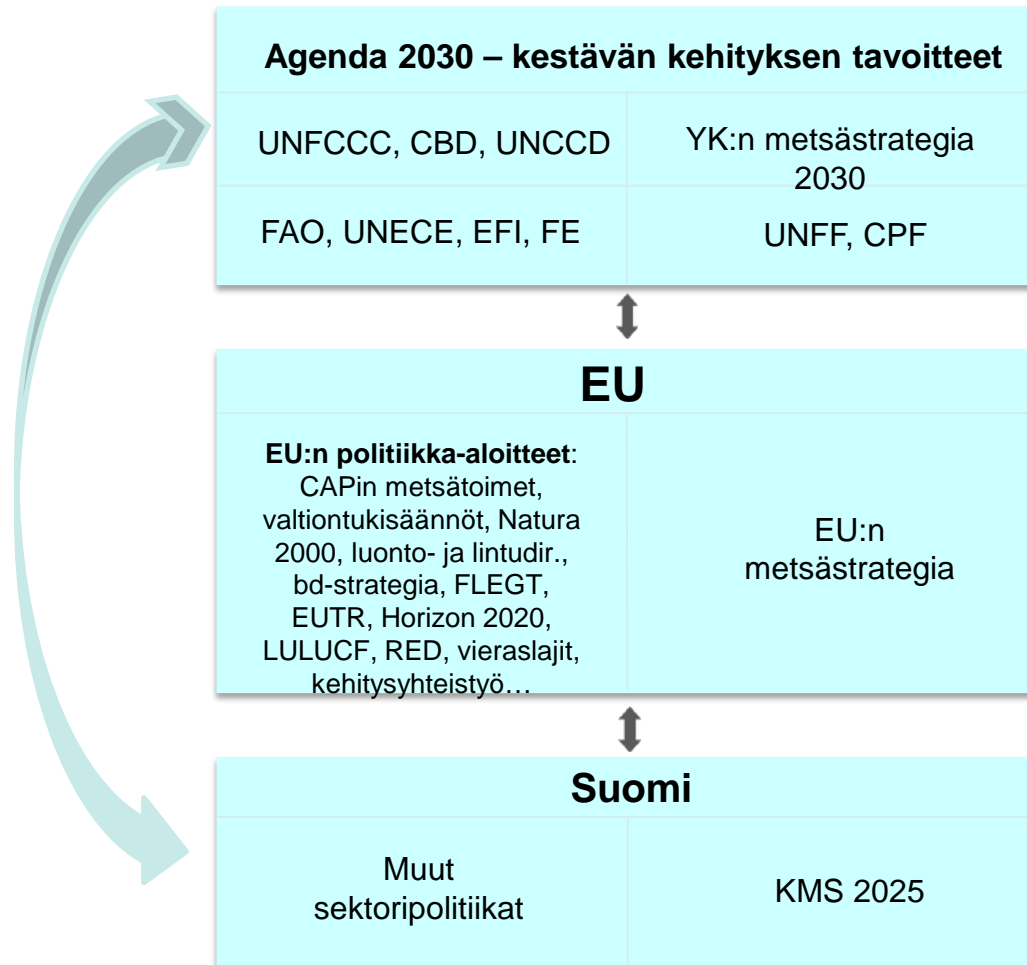 Agenda 2030 – kestävän kehityksen tavoitteet
UNFCCC, CBD, UNCCD
YK:n metsästrategia
2030
FAO, UNECE, EFI, FE
UNFF, CPF
EU
EU:n politiikka-aloitteet:
CAPin metsätoimet,
valtiontukisäännöt, Natura
2000, luonto- ja lintudir.,
bd-strategia, FLEGT,
EUTR, Horizon 2020,
LULUCF, RED, vieraslajit,
kehitysyhteistyö…
EU:n
metsästrategia
Suomi
Muut
sektoripolitiikat
KMS 2025